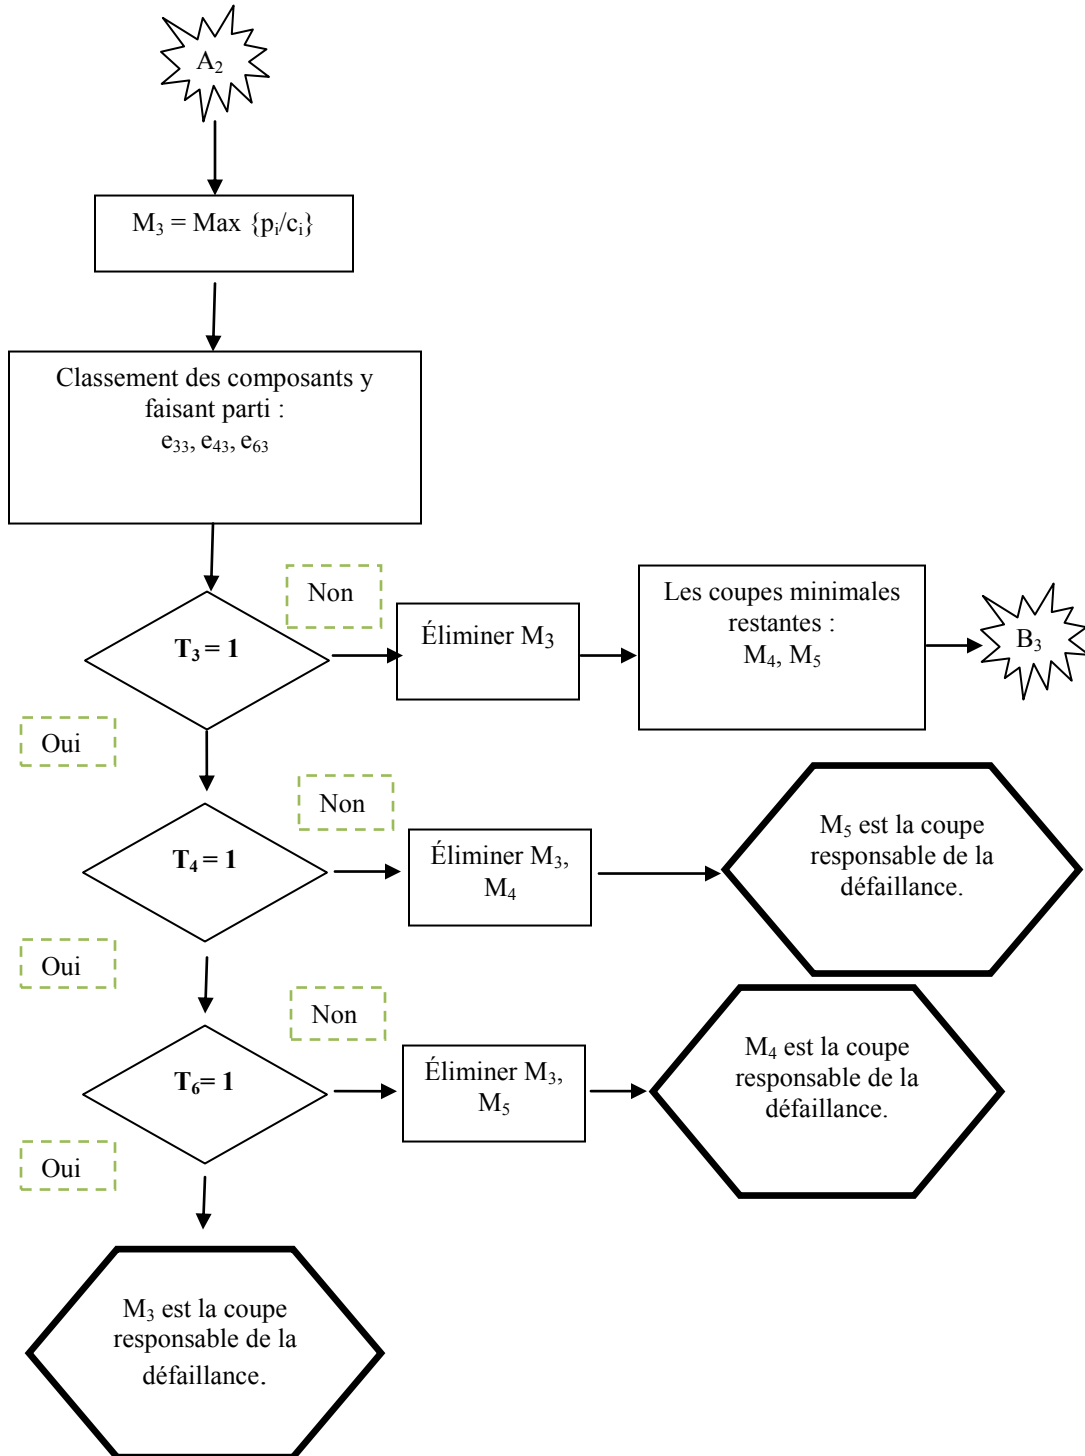 A₂
M₃ = Max {pᵢ/cᵢ}
Classement des composants y
faisant parti :
e₃₃, e₄₃, e₆₃
Non
T₃ = 1
Éliminer M₃
Les coupes minimales
restantes :
M₄, M₅
B₃
Oui
Non
T₄ = 1
Éliminer M₃,
M₄
M₅ est la coupe
responsable de la
défaillance.
Oui
Non
T₆= 1
Éliminer M₃,
M₅
M₄ est la coupe
responsable de la
défaillance.
Oui
M₃ est la coupe
responsable de la
défaillance.